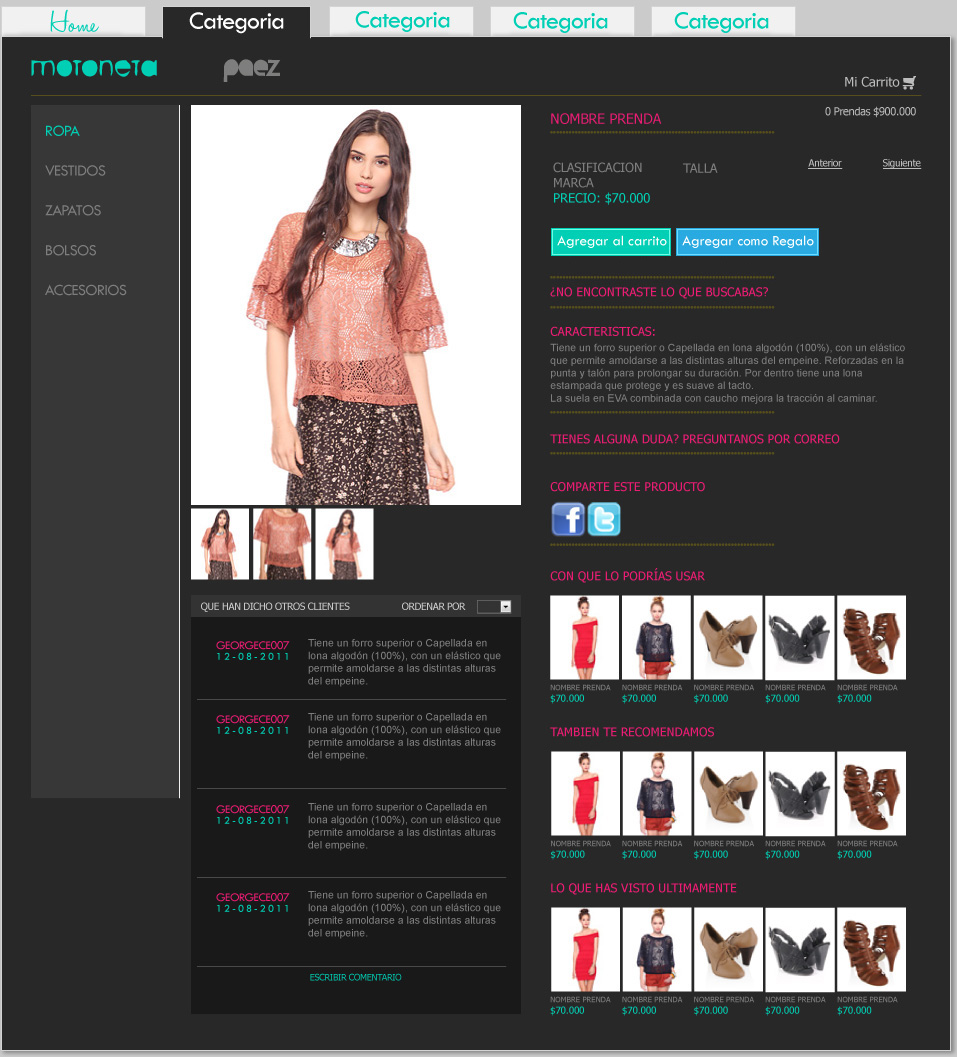 Home
Categoria
Categoria
Categoria
Categoria
motoneta
paez
Mi Carrito
0 Prendas $900.000
ROPA
VESTIDOS
ZAPATOS
BOLSOS
ACCESORIOS
NOMBRE PRENDA
CLASIFICACION
TALLA
Anterior
Siguiente
MARCA
PRECIO: $70.000
Agregar al carrito
Agregar como Regalo
¿NO ENCONTRASTE LO QUE BUSCABAS?
CARACTERISTICAS:
Tiene un forro superior o Capellada en lona algodón (100%), con un elástico
que permite amoldarse a las distintas alturas del empeine. Reforzadas en la
punta y talón para prolongar su duración. Por dentro tiene una lona
estampada que protege y es suave al tacto.
La suela en EVA combinada con caucho mejora la tracción al caminar.
TIENES ALGUNA DUDA? PREGUNTANOS POR CORREO
COMPARTE ESTE PRODUCTO
f t
QUE HAN DICHO OTROS CLIENTES
ORDENAR POR
GEORGECE007
12-08-2011
Tiene un forro superior o Capellada en
lona algodón (100%), con un elástico que
permite amoldarse a las distintas alturas
del empeine.
GEORGECE007
12-08-2011
Tiene un forro superior o Capellada en
lona algodón (100%), con un elástico que
permite amoldarse a las distintas alturas
del empeine.
GEORGECE007
12-08-2011
Tiene un forro superior o Capellada en
lona algodón (100%), con un elástico que
permite amoldarse a las distintas alturas
del empeine.
GEORGECE007
12-08-2011
Tiene un forro superior o Capellada en
lona algodón (100%), con un elástico que
permite amoldarse a las distintas alturas
del empeine.
ESCRIBIR COMENTARIO
CON QUE LO PODRÍAS USAR
NOMBRE PRENDA NOMBRE PRENDA NOMBRE PRENDA NOMBRE PRENDA NOMBRE PRENDA
$70.000 $70.000 $70.000 $70.000 $70.000
TAMBIEN TE RECOMENDAMOS
NOMBRE PRENDA NOMBRE PRENDA NOMBRE PRENDA NOMBRE PRENDA NOMBRE PRENDA
$70.000 $70.000 $70.000 $70.000 $70.000
LO QUE HAS VISTO ULTIMAMENTE
NOMBRE PRENDA NOMBRE PRENDA NOMBRE PRENDA NOMBRE PRENDA NOMBRE PRENDA
$70.000 $70.000 $70.000 $70.000 $70.000